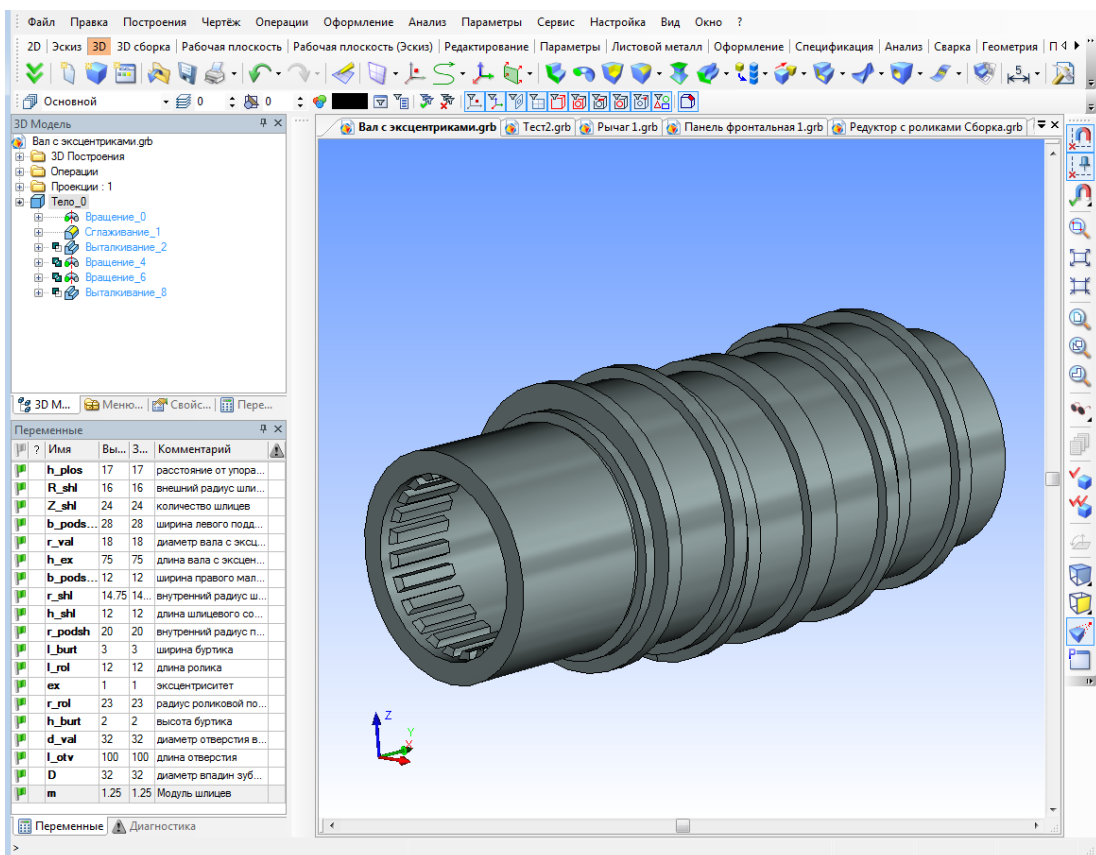 Файл Правка Построения Чертёж Операции Оформление Анализ Параметры Сервис Настройка Вид Окно ?
2D Эскиз 3D 3D сборка Рабочая плоскость Рабочая плоскость (Эскиз) Редактирование Параметры Листовой металл Оформление Спецификация Анализ Сварка Геометрия П
5
Основной 0 0
3D Модель
Вал с эксцентриками.grb Тест2.grb Рычаг 1.grb Панель фронтальная 1.grb Редуктор с роликами Сборка.grb
Вал с эксцентриками.grb
3D Построения
Операции
Проекции : 1
Тело_0
Вращение_0
Сглаживание_1
Выталкивание_2
Вращение_4
Вращение_6
Выталкивание_8
3D М... Меню... Свойс... Пере...
Переменные
? Имя Вы... З... Комментарий
h_plos 17 17 расстояние от упора...
R_shl 16 16 внешний радиус шли...
Z_shl 24 24 количество шлицев
b_pods... 28 28 ширина левого подд...
r_val 18 18 диаметр вала с эксц...
h_ex 75 75 длина вала с эксцен...
b_pods... 12 12 ширина правого мал...
r_shl 14.75 14... внутренний радиус ш...
h_shl 12 12 длина шлицевого со...
r_podsh 20 20 внутренний радиус п...
l_burt 3 3 ширина буртика
l_rol 12 12 длина ролика
ex 1 1 эксцентриситет
r_rol 23 23 радиус роликовой по...
h_burt 2 2 высота буртика
d_val 32 32 диаметр отверстия в...
l_otv 100 100 длина отверстия
D 32 32 диаметр впадин зуб...
m 1.25 1.25 Модуль шлицев
Z
Y
X
Переменные Диагностика
>